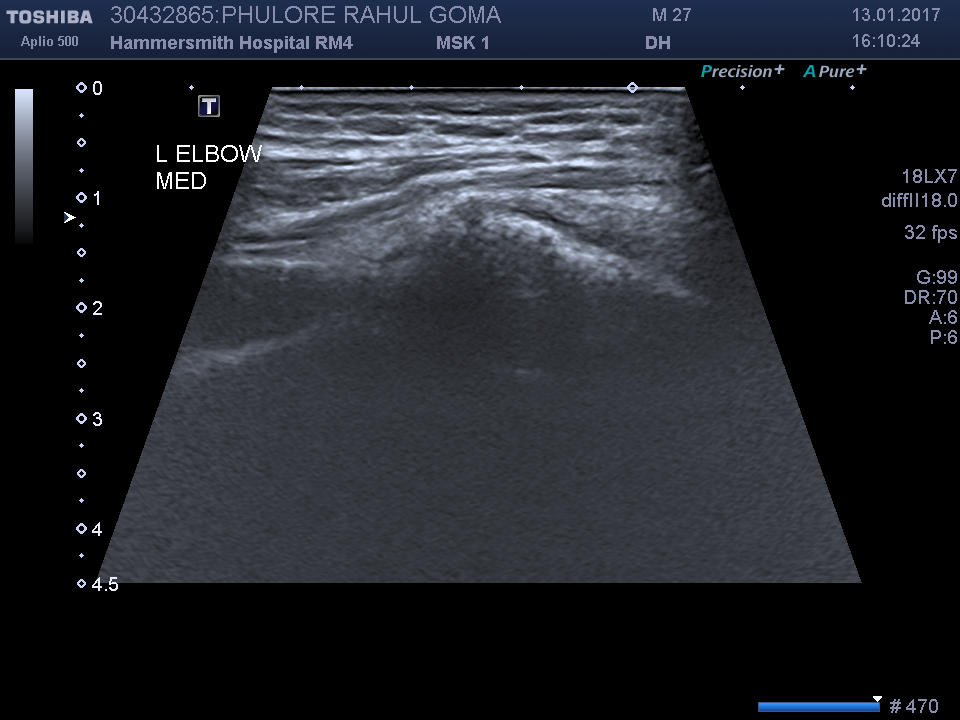 TOSHIBA 30432865:PHULORE RAHUL GOMA M 27 13.01.2017
Aplio 500 Hammersmith Hospital RM4 MSK 1 DH 16:10:24
Precision+ A Pure+
0
T
L ELBOW
MED
1
2
3
4
4.5
18LX7
diffII18.0
32 fps
G:99
DR:70
A:6
P:6
# 470